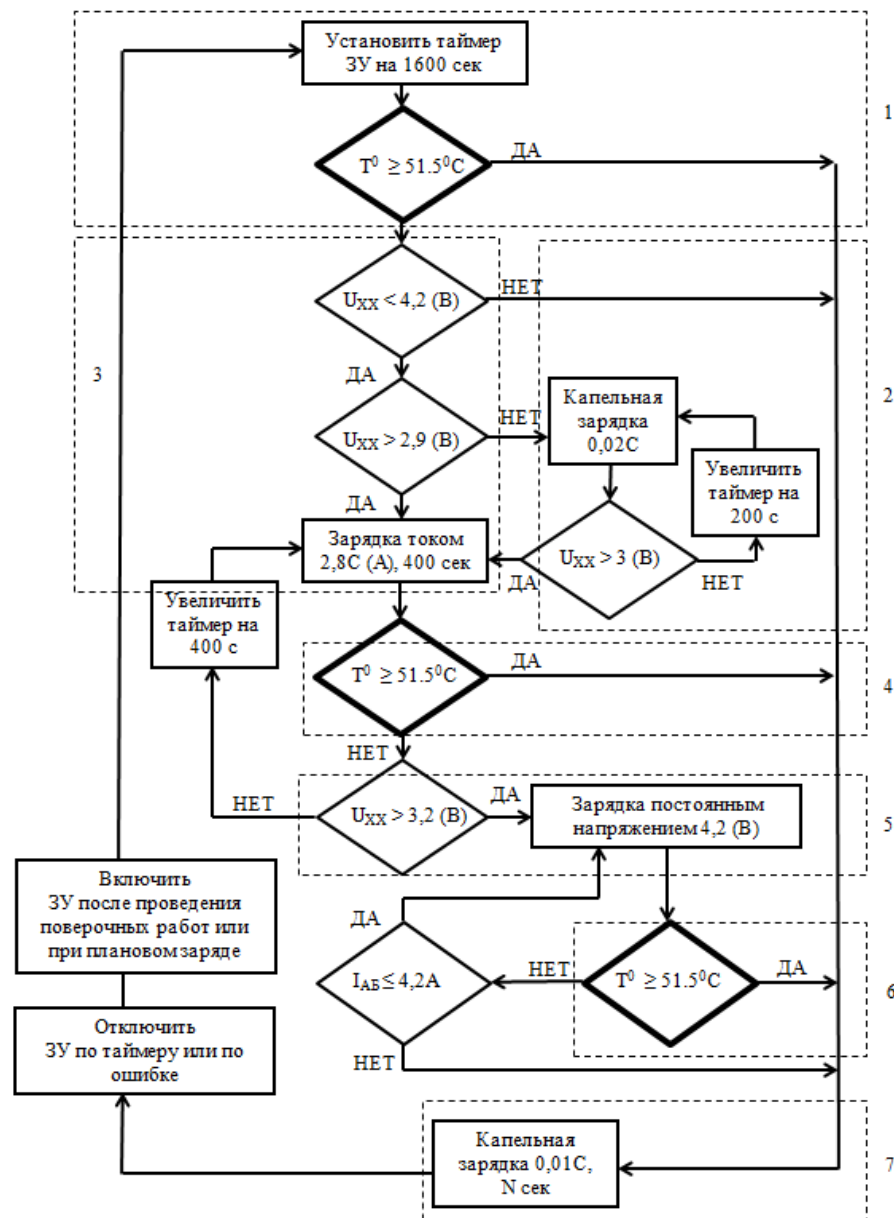 Установить таймер
ЗУ на 1600 сек
1
T⁰ ≥ 51.5⁰C
ДА
U_XX < 4,2 (В)
НЕТ
3
ДА
2
U_XX > 2,9 (В)
НЕТ
Капельная
зарядка
0,02С
Увеличить
таймер на
200 с
ДА
Зарядка током
2,8С (А), 400 сек
U_XX > 3 (В)
ДА
НЕТ
Увеличить
таймер на
400 с
T⁰ ≥ 51.5⁰C
ДА
4
НЕТ
U_XX > 3,2 (В)
НЕТ
ДА
Зарядка постоянным
напряжением 4,2 (В)
5
Включить
ЗУ после проведения
поверочных работ или
при плановом заряде
ДА
I_АБ ≤ 4,2А
НЕТ
T⁰ ≥ 51.5⁰C
ДА
6
НЕТ
Отключить
ЗУ по таймеру или по
ошибке
Капельная
зарядка 0,01С,
N сек
7